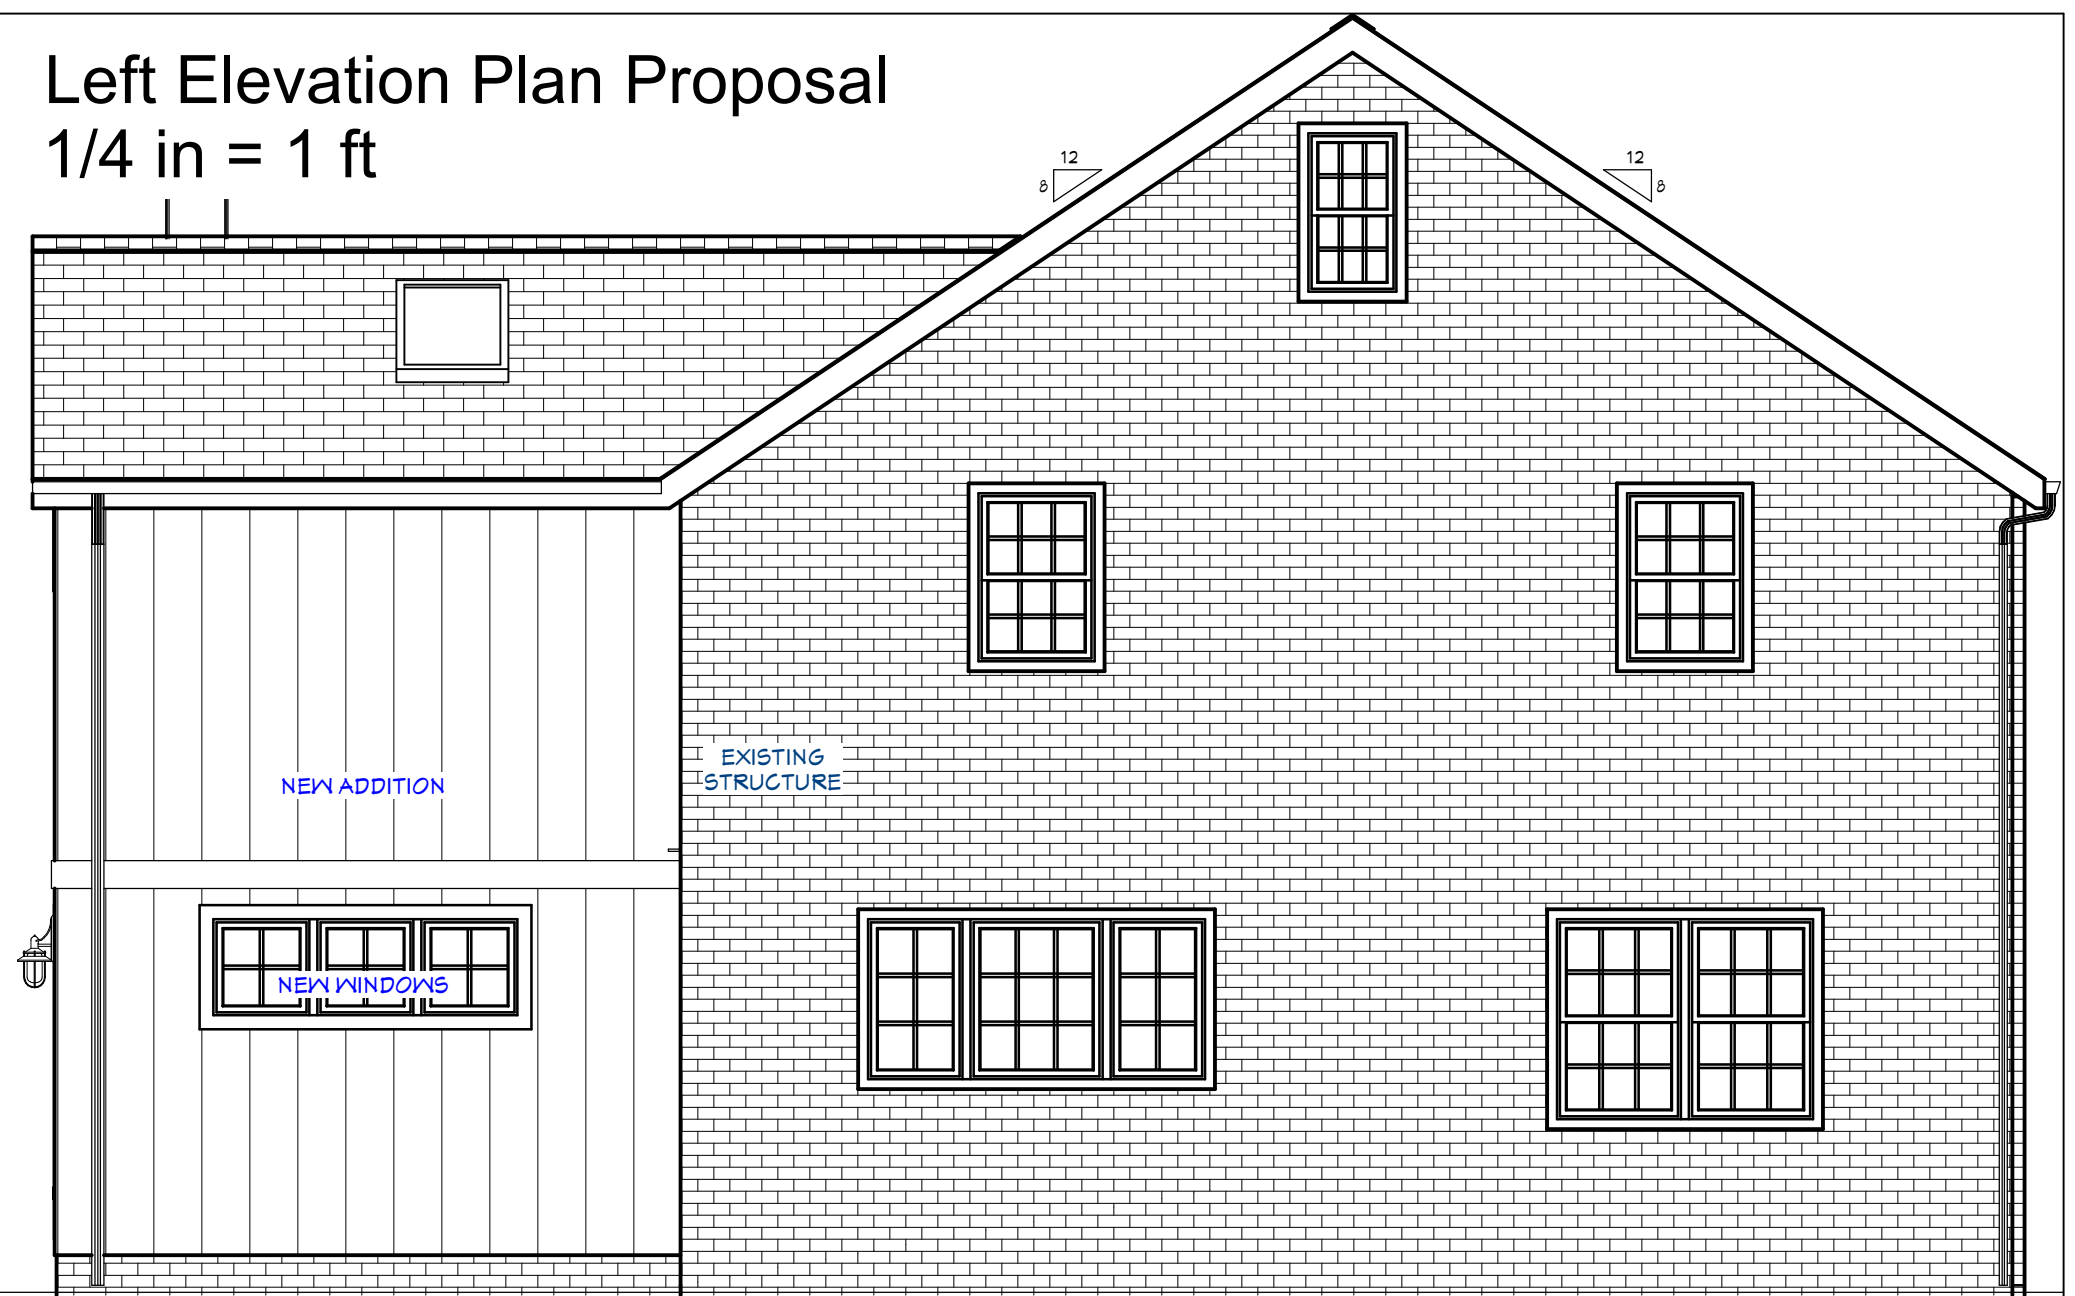 Left Elevation Plan Proposal
1/4 in = 1 ft
12
8
12
8
EXISTING
STRUCTURE
NEW ADDITION
NEW WINDOWS